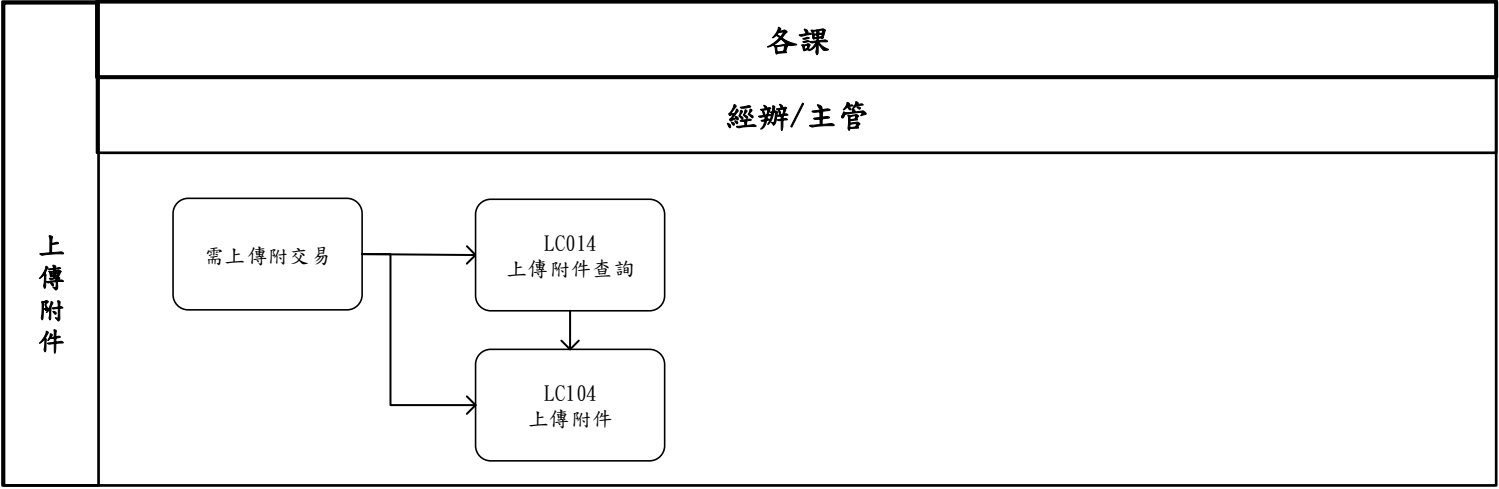 各課
經辦/主管
上
傳
附
件
需上傳附交易
LC014
上傳附件查詢
LC104
上傳附件